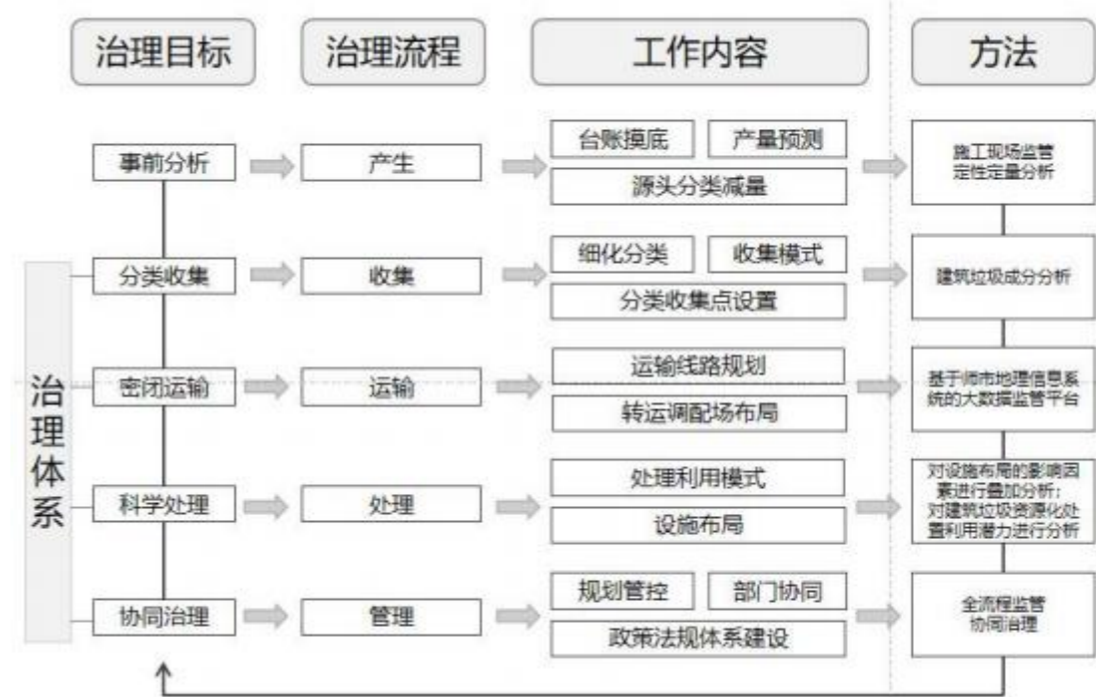 治理目标
治理流程
工作内容
方法
事前分析
产生
台账摸底
产量预测
源头分类减量
施工现场监管
定性定量分析
治理体系
分类收集
收集
细化分类
收集模式
分类收集点设置
建筑垃圾成分分析
密闭运输
运输
运输线路规划
转运调配场布局
基于师市地理信息系
统的大数据监管平台
科学处理
处理
处理利用模式
设施布局
对设施布局的影响因
素进行叠加分析；
对建筑垃圾资源化处
置利用潜力进行分析
协同治理
管理
规划管控
部门协同
政策法规体系建设
全流程监管
协同治理